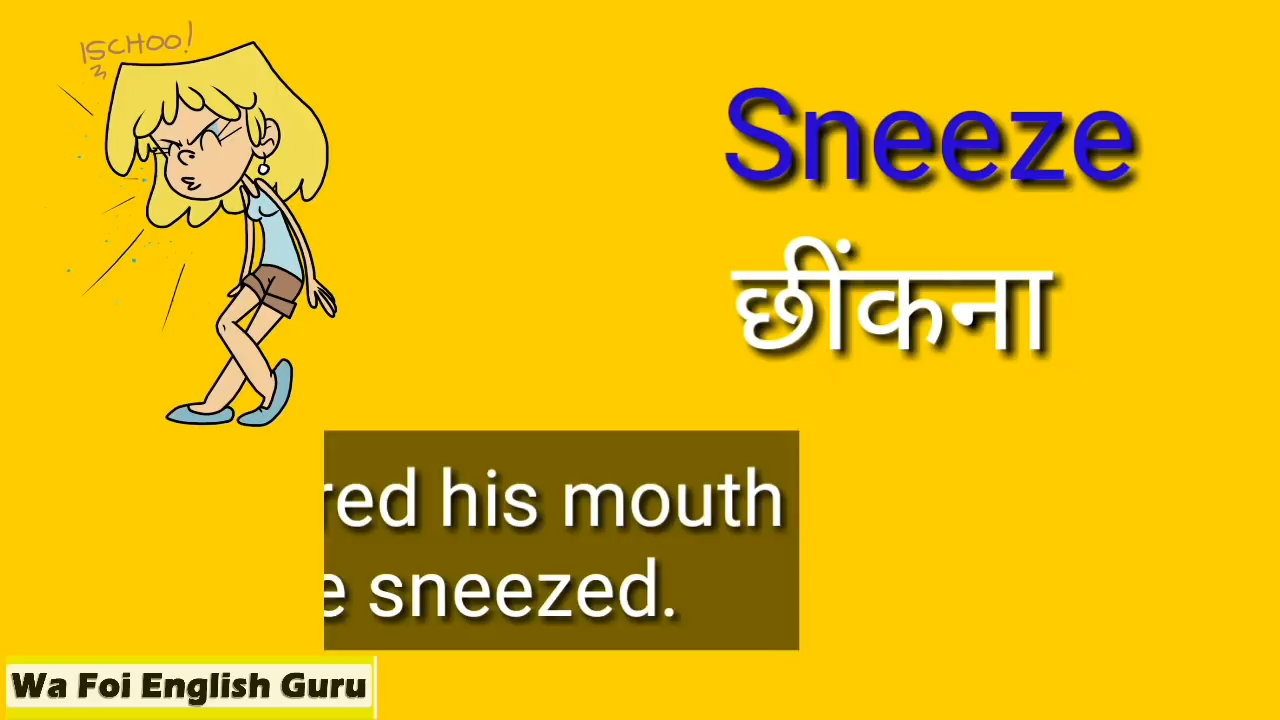 ISCHOO!
Sneeze
छींकना
red his mouth
e sneezed.
Wa Foi English Guru